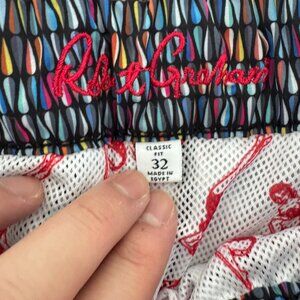 Robert Graham
CLASSIC
FIT
32
MADE IN
EGYPT